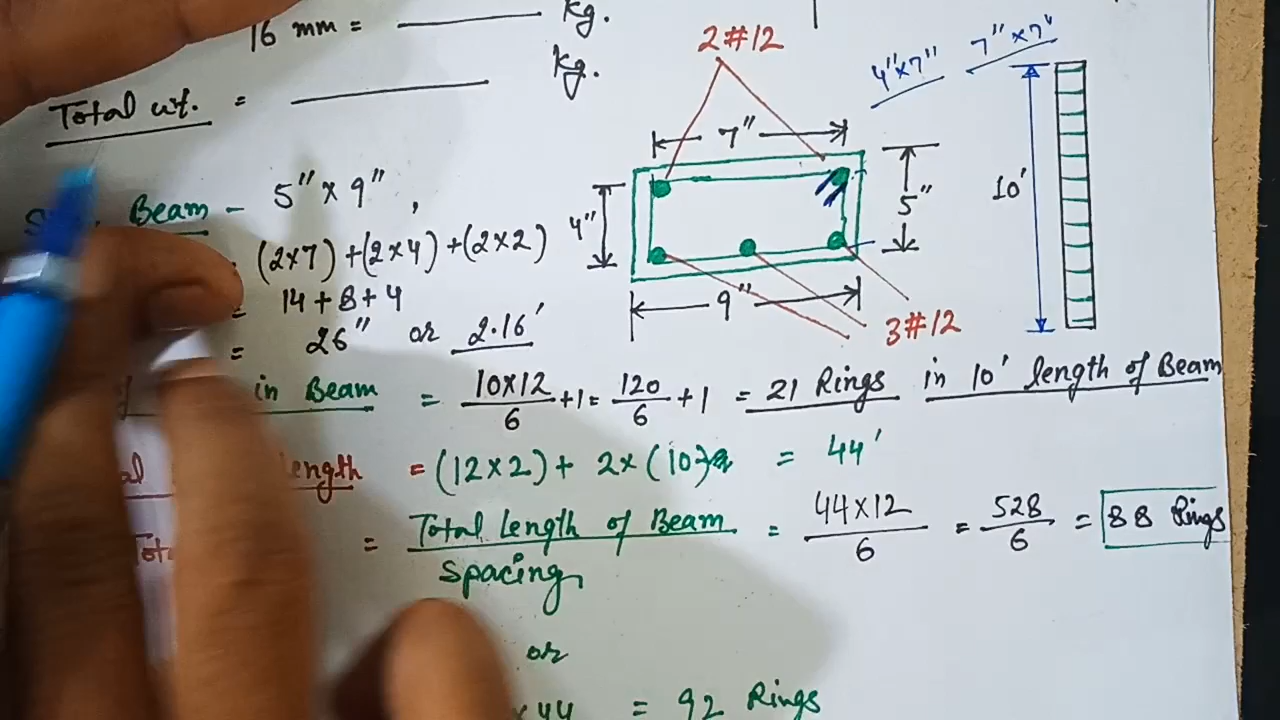 16 mm = kg.
kg.
Total wt. =
2#12
4"x7" 7"x7"
7"
Beam - 5" x 9",
4"
5"
10'
(2x7)+(2x4)+(2x2)
= 14+8+4
= 26" or 2.16'
9"
3#12
in Beam = 10x12/6 +1 = 120/6 +1 = 21 Rings in 10' length of Beam
length = (12x2)+ 2x(10 = 44'
= Total Length of Beam/Spacing = 44x12/6 = 528/6 = 88 Rings
or
x44 = 92 Rings